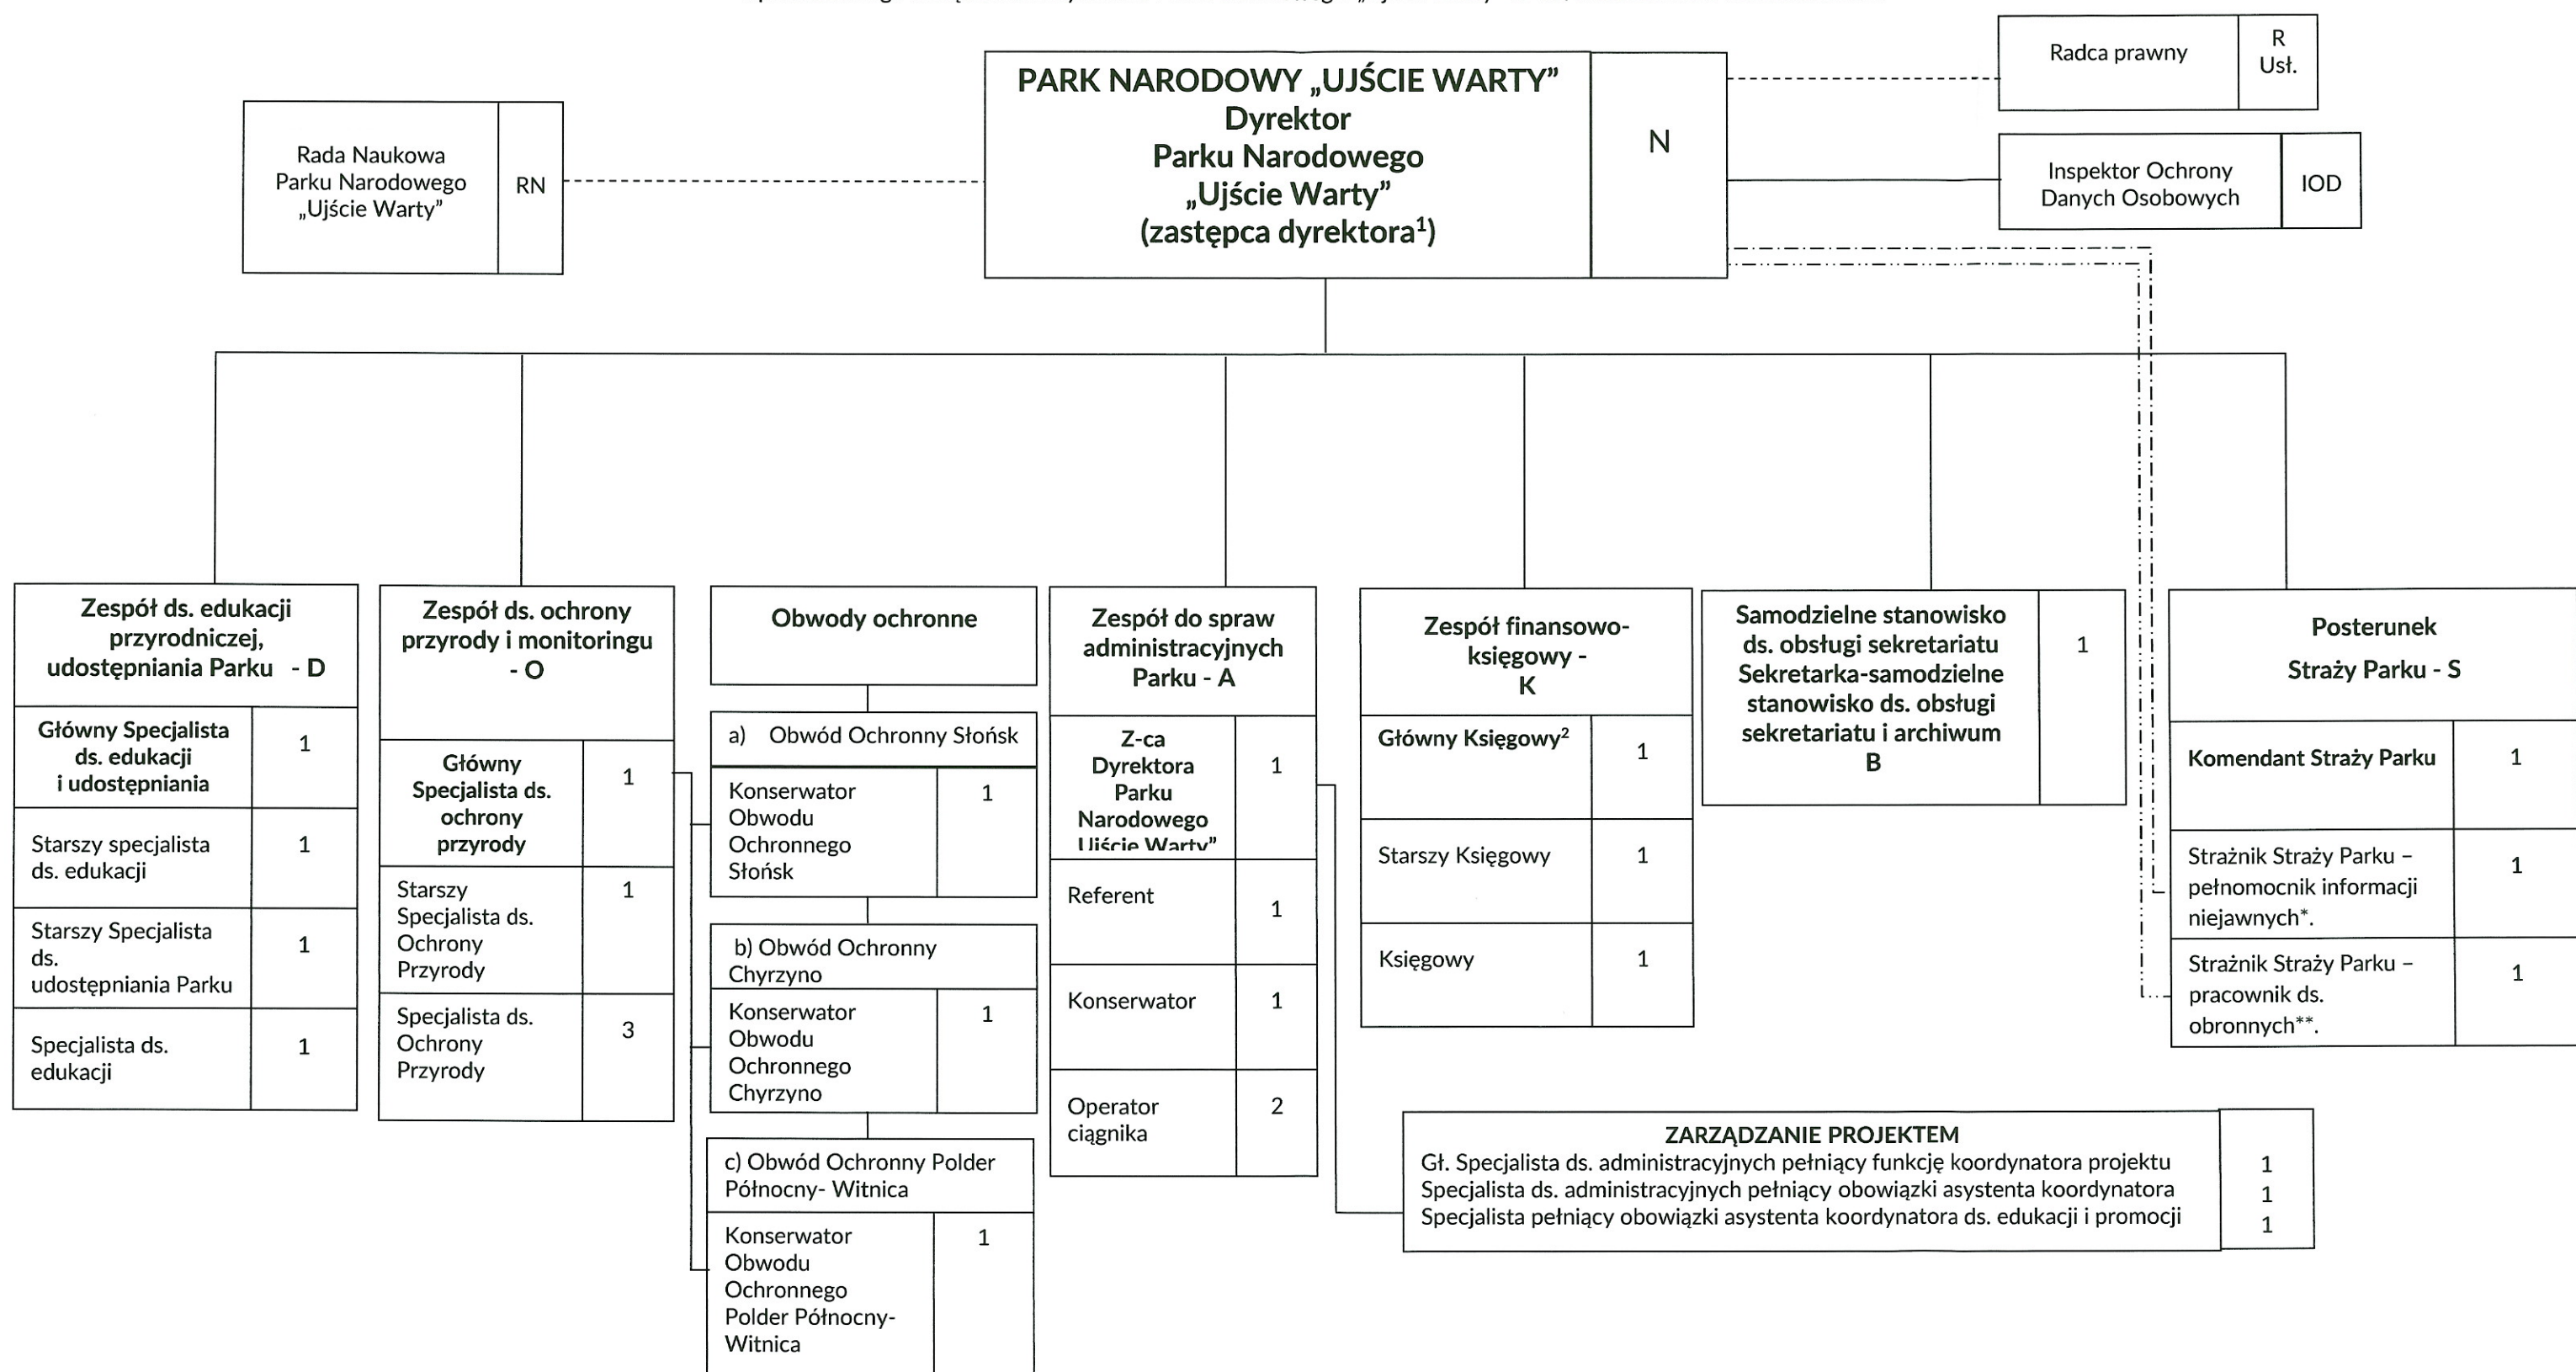 Radca prawny
R
Usł.
PARK NARODOWY „UJŚCIE WARTY”
Dyrektor
Parku Narodowego
„Ujście Warty”
(zastępca dyrektora¹)
N
Rada Naukowa
Parku Narodowego
„Ujście Warty”
RN
Inspektor Ochrony
Danych Osobowych
IOD
Zespół ds. edukacji
przyrodniczej,
udostępniania Parku - D
Główny Specjalista
ds. edukacji
i udostępniania
1
Starszy specjalista
ds. edukacji
1
Starszy Specjalista
ds.
udostępniania Parku
1
Specjalista ds.
edukacji
1
Zespół ds. ochrony
przyrody i monitoringu
- O
Główny
Specjalista ds.
ochrony
przyrody
1
Starszy
Specjalista ds.
Ochrony
Przyrody
1
Specjalista ds.
Ochrony
Przyrody
3
Obwody ochronne
a) Obwód Ochronny Słońsk
Konserwator
Obwodu
Ochronnego
Słońsk
1
b) Obwód Ochronny
Chyrzyno
Konserwator
Obwodu
Ochronnego
Chyrzyno
1
c) Obwód Ochronny Polder
Północny- Witnica
Konserwator
Obwodu
Ochronnego
Polder Północny-
Witnica
1
Zespół do spraw
administracyjnych
Parku - A
Z-ca
Dyrektora
Parku
Narodowego
Ujście Warty”
1
Referent
1
Konserwator
1
Operator
ciągnika
2
Zespół finansowo-
księgowy -
K
Główny Księgowy²
1
Starszy Księgowy
1
Księgowy
1
Samodzielne stanowisko
ds. obsługi sekretariatu
Sekretarka-samodzielne
stanowisko ds. obsługi
sekretariatu i archiwum
B
1
Posterunek
Straży Parku - S
Komendant Straży Parku
1
Strażnik Straży Parku –
pełnomocnik informacji
niejawnych*.
1
Strażnik Straży Parku –
pracownik ds.
obronnych**.
1
ZARZĄDZANIE PROJEKTEM
Gł. Specjalista ds. administracyjnych pełniący funkcję koordynatora projektu
1
Specjalista ds. administracyjnych pełniący obowiązki asystenta koordynatora
1
Specjalista pełniący obowiązki asystenta koordynatora ds. edukacji i promocji
1